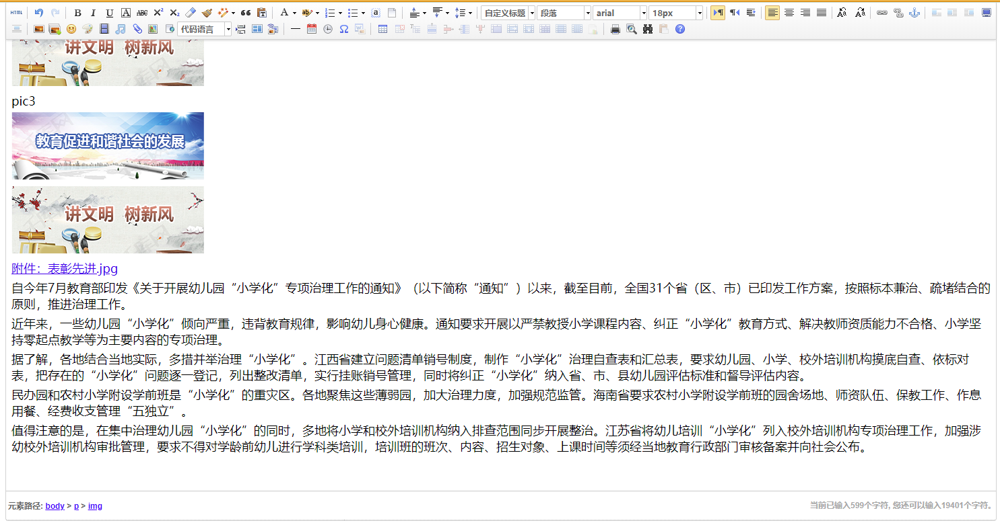 HTML
自定义标题 段落 arial 18px
代码语言
讲文明 树新风
pic3
教育促进和谐社会的发展
讲文明 树新风
附件：表彰先进.jpg
自今年7月教育部印发《关于开展幼儿园“小学化”专项治理工作的通知》（以下简称“通知”）以来，截至目前，全国31个省（区、市）已印发工作方案，按照标本兼治、疏堵结合的
原则，推进治理工作。
近年来，一些幼儿园“小学化”倾向严重，违背教育规律，影响幼儿身心健康。通知要求开展以严禁教授小学课程内容、纠正“小学化”教育方式、解决教师资质能力不合格、小学坚
持零起点教学等为主要内容的专项治理。
据了解，各地结合当地实际，多措并举治理“小学化”。江西省建立问题清单销号制度，制作“小学化”治理自查表和汇总表，要求幼儿园、小学、校外培训机构摸底自查、依标对
表，把存在的“小学化”问题逐一登记，列出整改清单，实行挂账销号管理，同时将纠正“小学化”纳入省、市、县幼儿园评估标准和督导评估内容。
民办园和农村小学附设学前班是“小学化”的重灾区。各地聚焦这些薄弱园，加大治理力度，加强规范监管。海南省要求农村小学附设学前班的园舍场地、师资队伍、保教工作、作息
用餐、经费收支管理“五独立”。
值得注意的是，在集中治理幼儿园“小学化”的同时，多地将小学和校外培训机构纳入排查范围同步开展整治。江苏省将幼儿培训“小学化”列入校外培训机构专项治理工作，加强涉
幼校外培训机构审批管理，要求不得对学龄前幼儿进行学科类培训，培训班的班次、内容、招生对象、上课时间等须经当地教育行政部门审核备案并向社会公布。
元素路径: body > p > img
当前已输入599个字符, 您还可以输入19401个字符。